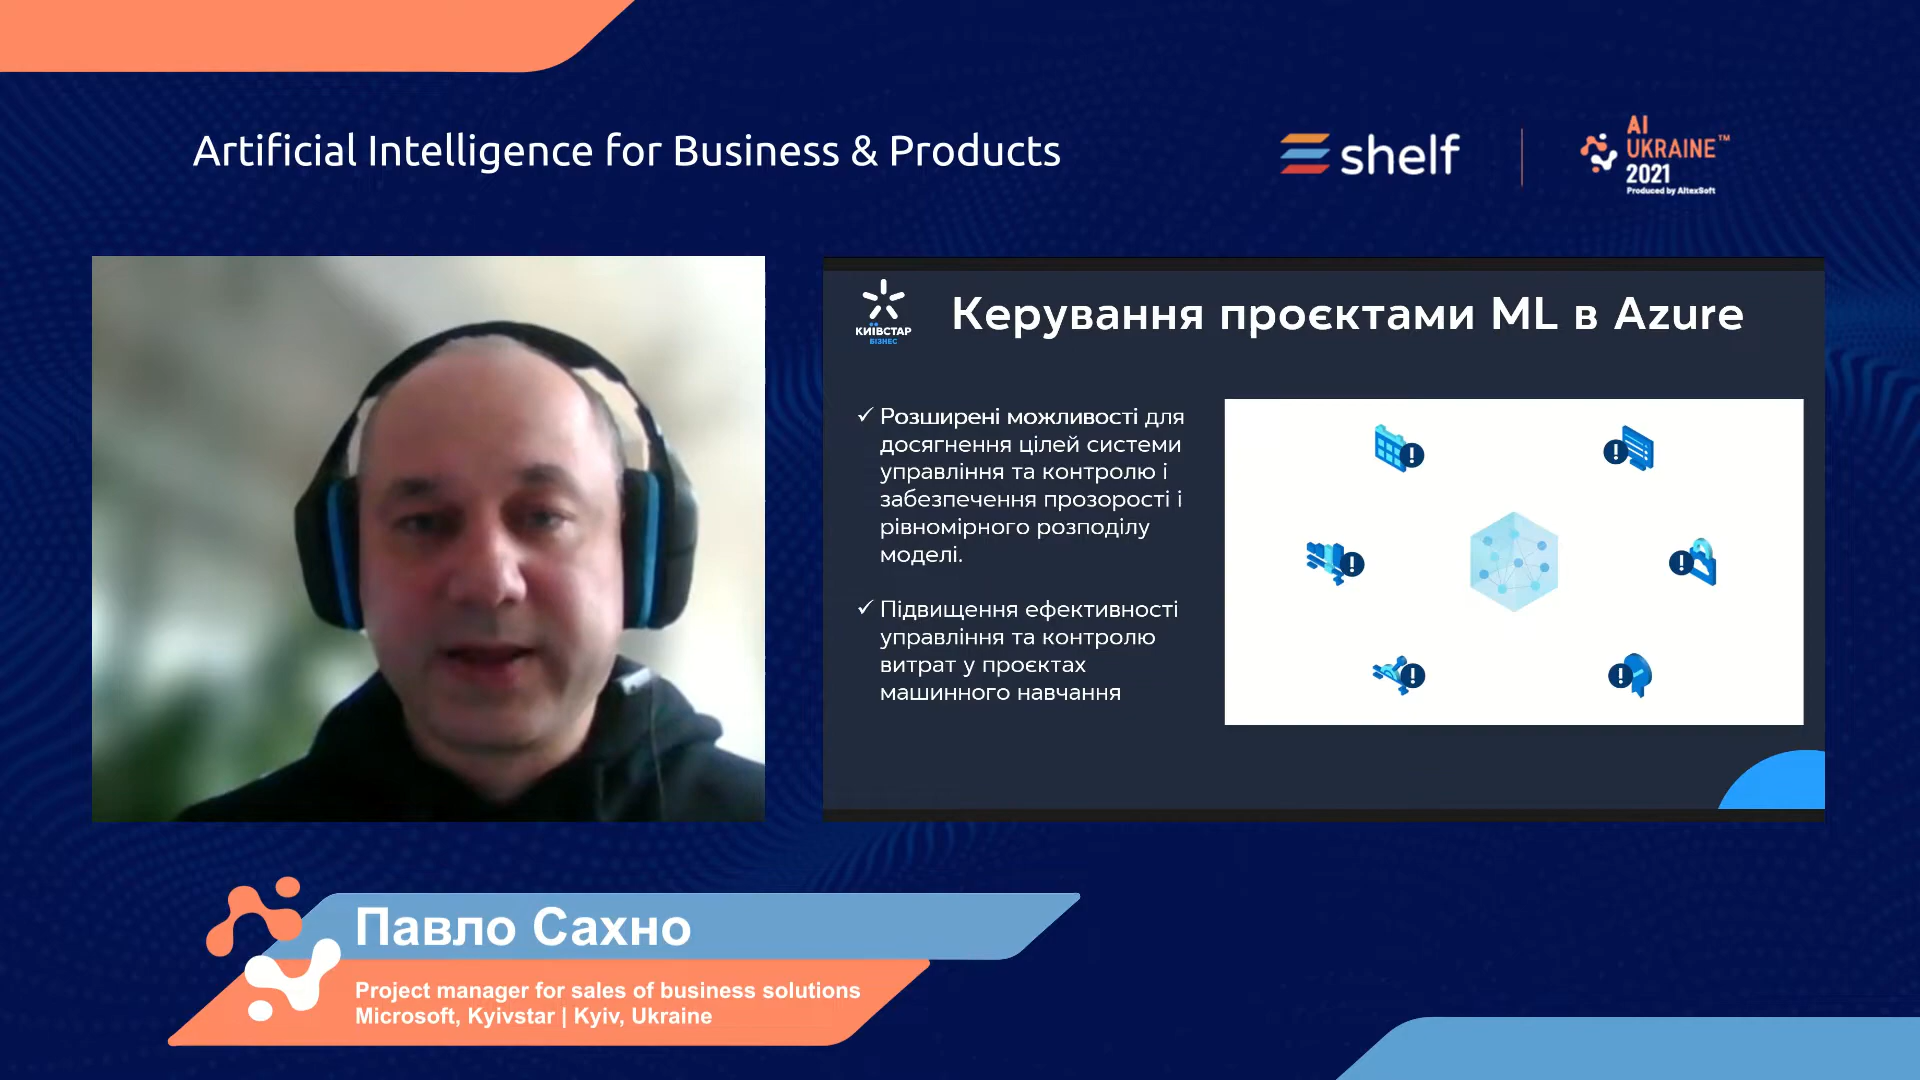 Artificial Intelligence for Business & Products
shelf
AI
UKRAINE™
2021
Produced by AltexSoft
КИЇВСТАР
БІЗНЕС
Керування проєктами ML в Azure
✓ Розширені можливості для
досягнення цілей системи
управління та контролю і
забезпечення прозорості і
рівномірного розподілу
моделі.
✓ Підвищення ефективності
управління та контролю
витрат у проєктах
машинного навчання
Павло Сахно
Project manager for sales of business solutions
Microsoft, Kyivstar | Kyiv, Ukraine